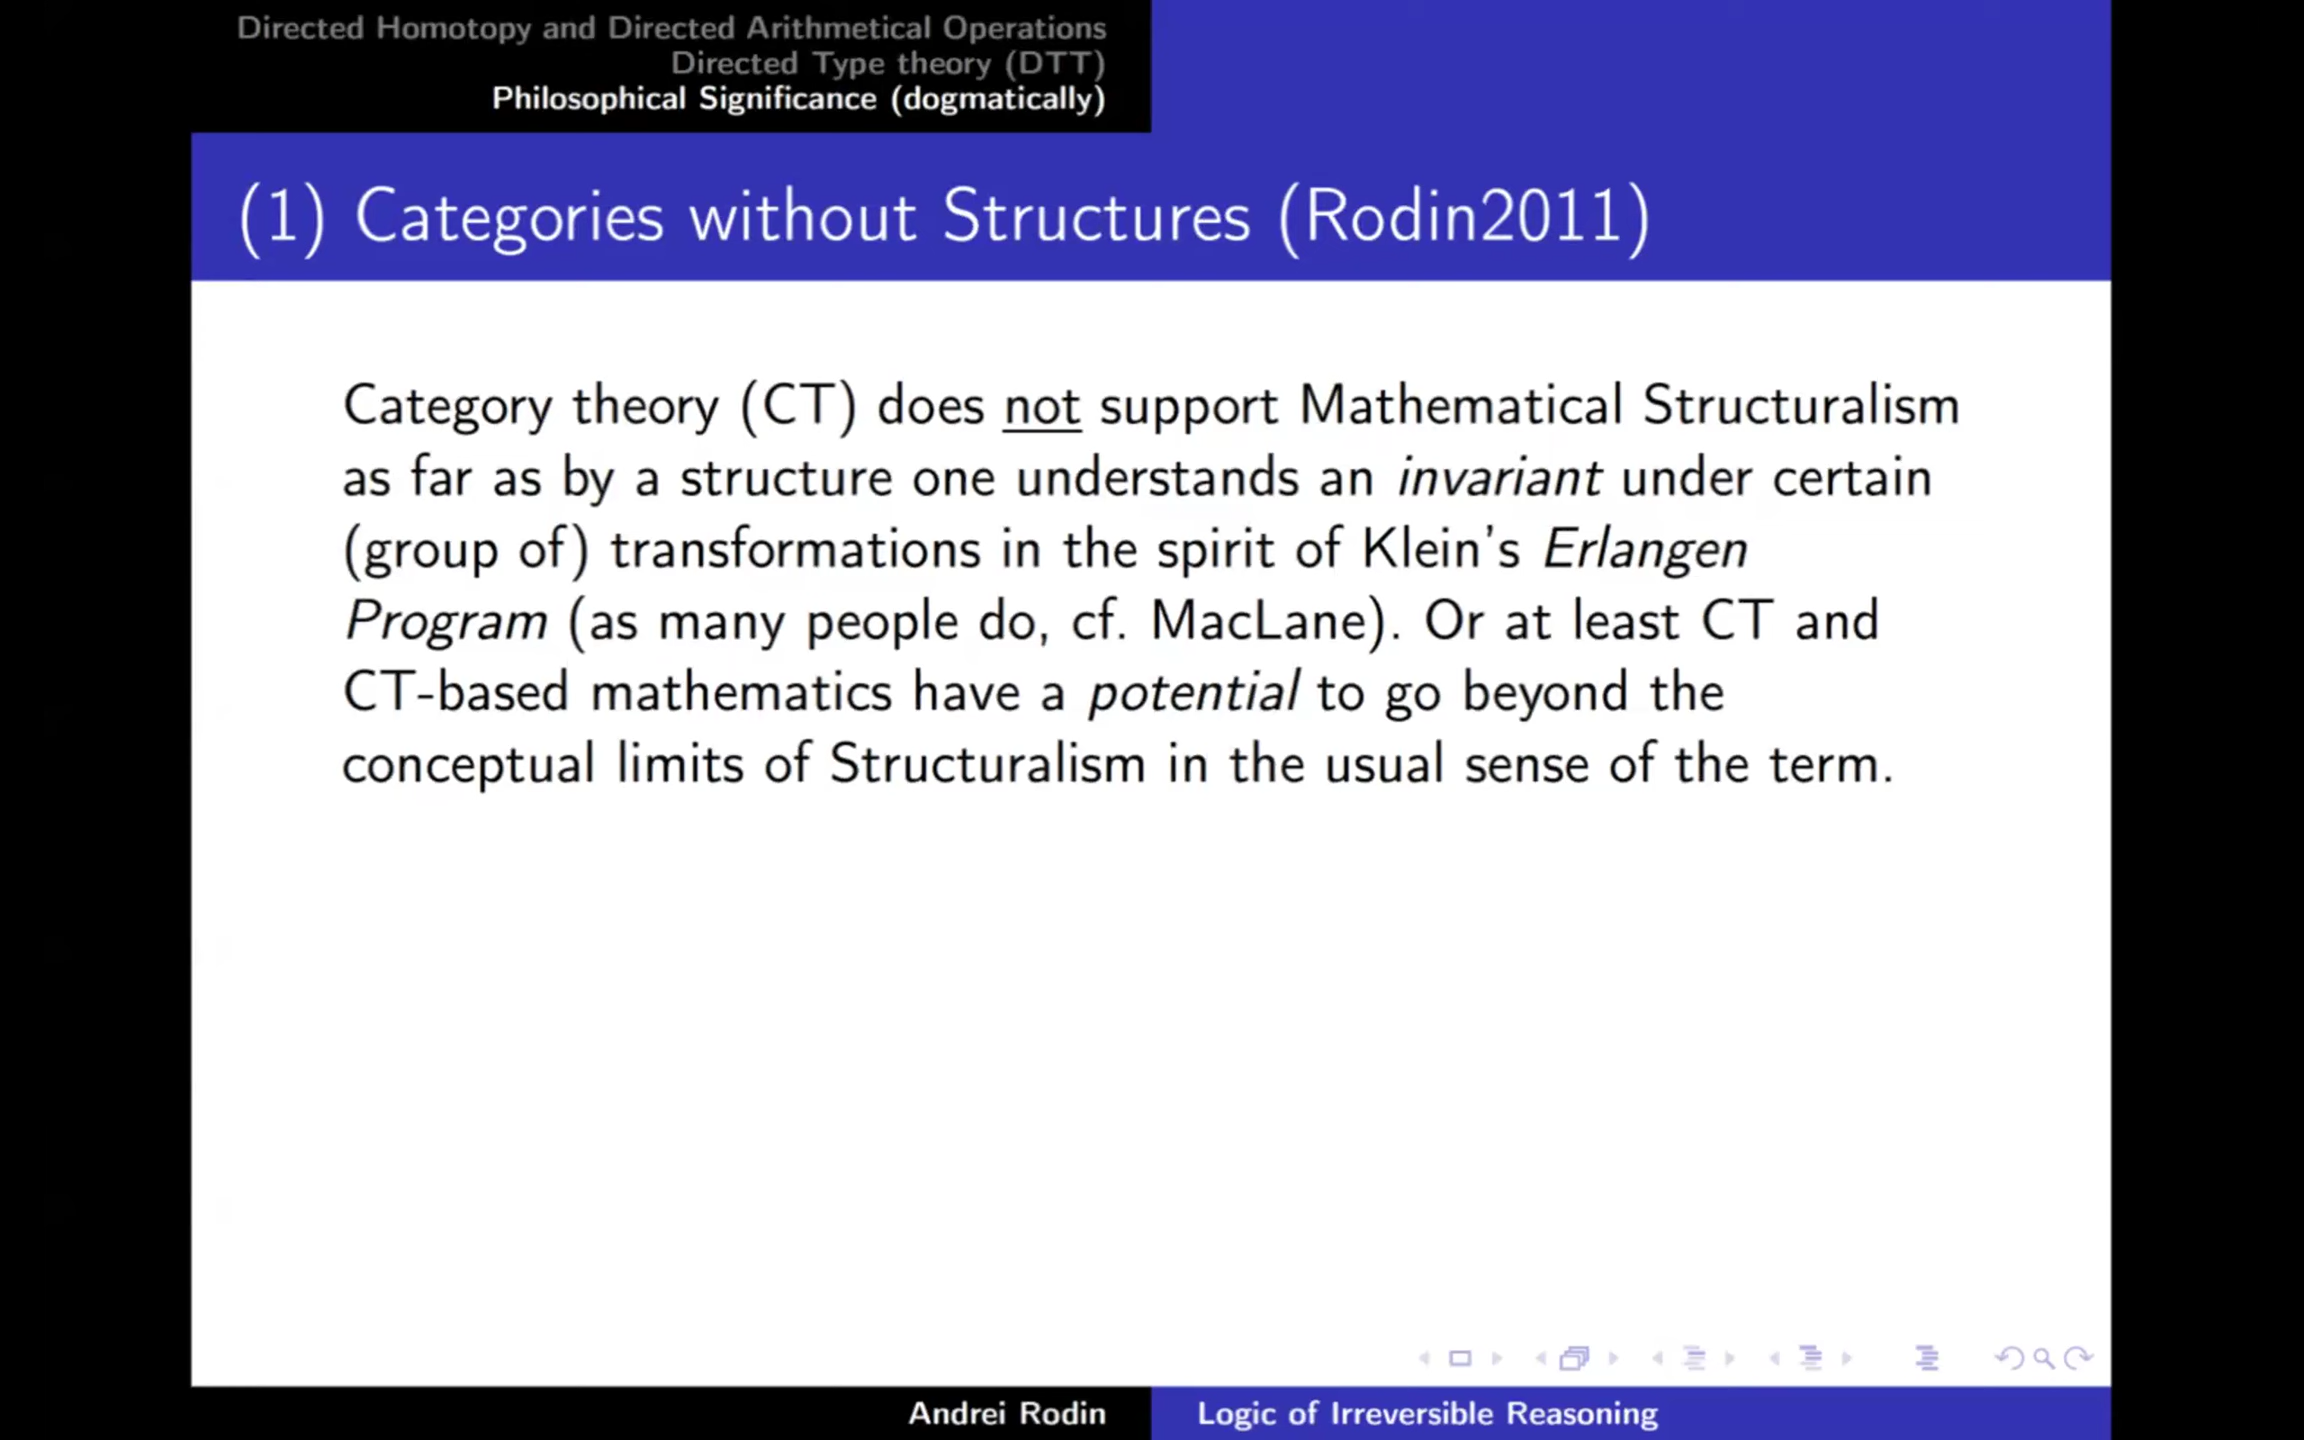 Directed Homotopy and Directed Arithmetical Operations
Directed Type theory (DTT)
Philosophical Significance (dogmatically)
(1) Categories without Structures (Rodin2011)
Category theory (CT) does not support Mathematical Structuralism
as far as by a structure one understands an invariant under certain
(group of) transformations in the spirit of Klein's Erlangen
Program (as many people do, cf. MacLane). Or at least CT and
CT-based mathematics have a potential to go beyond the
conceptual limits of Structuralism in the usual sense of the term.
Andrei Rodin
Logic of Irreversible Reasoning